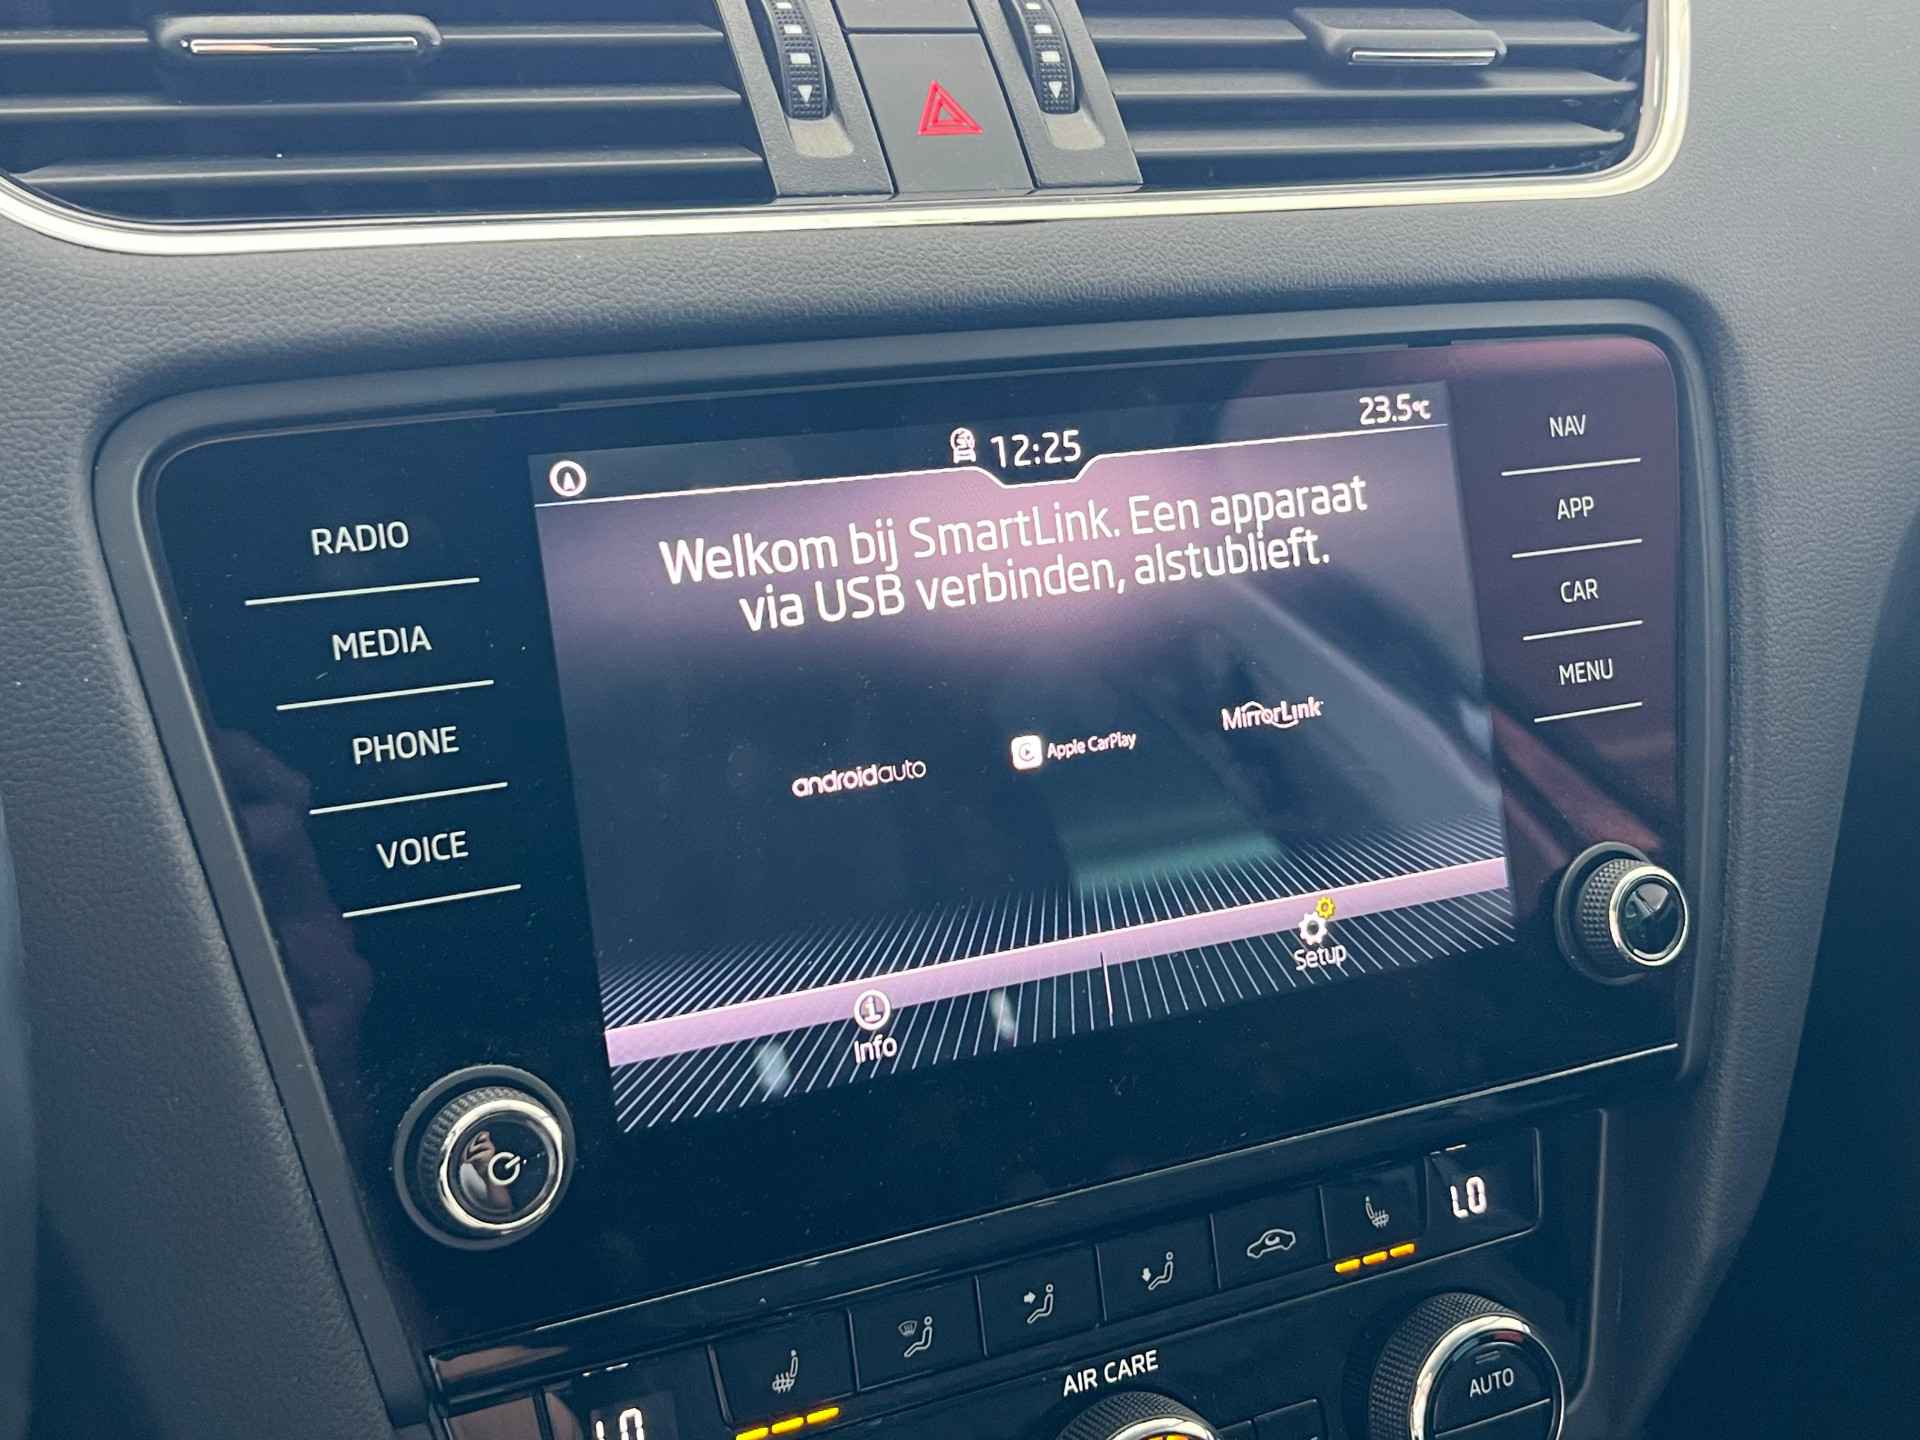 12:25
23.5°C
Welkom bij SmartLink. Een apparaat
via USB verbinden, alstublieft.
androidauto
Apple CarPlay
MirrorLink
Info
Setup
RADIO
MEDIA
PHONE
VOICE
NAV
APP
CAR
MENU
LO
LO
AIR CARE
AUTO